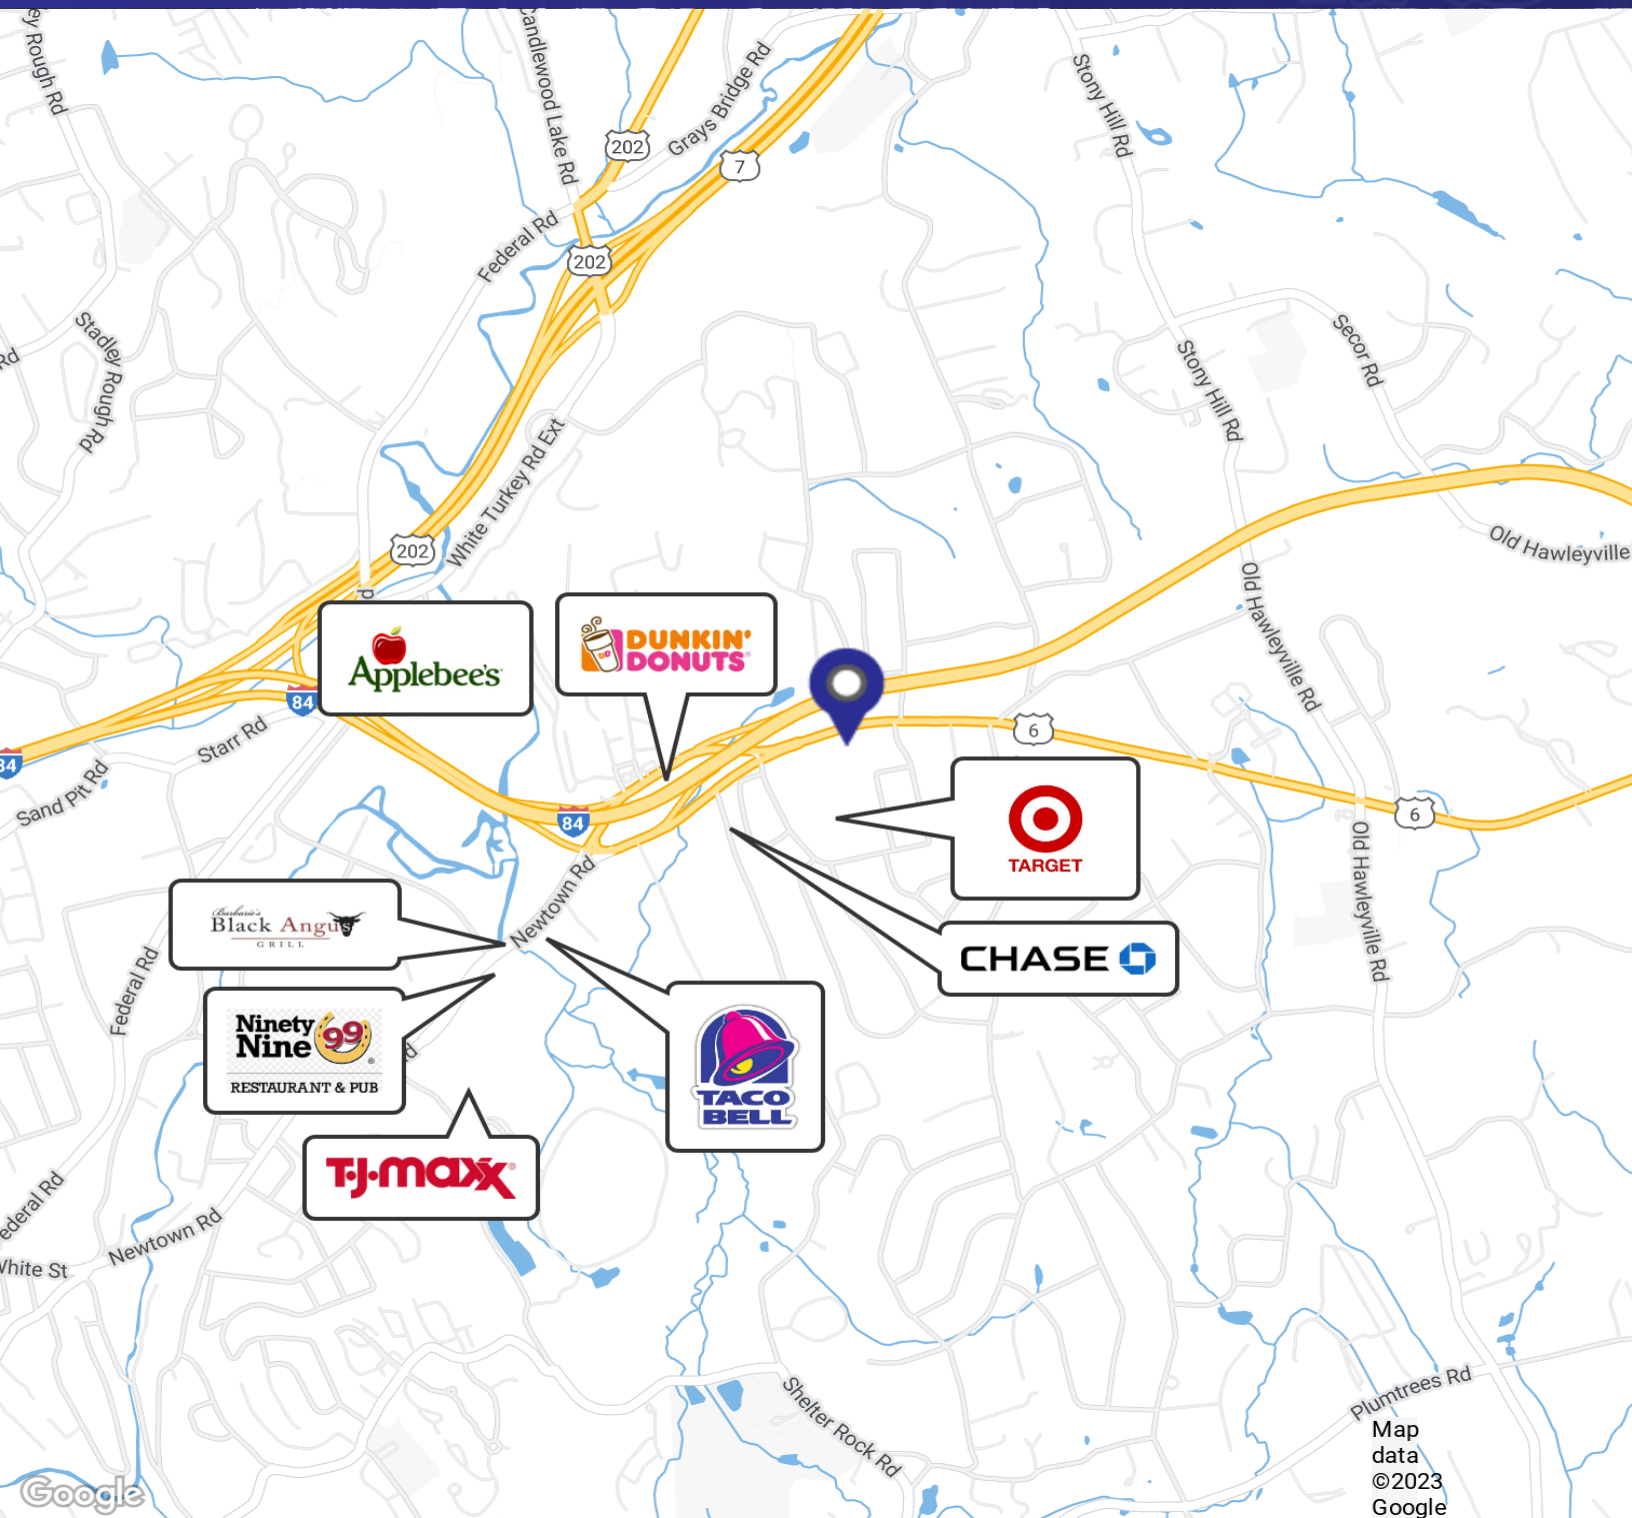 ey Rough Rd
Candlewood Lake Rd
202
Grays Bridge Rd
7
Stony Hill Rd
Federal Rd
202
Stadley Rough Rd
Rd
Secor Rd
Stony Hill Rd
White Turkey Rd Ext
202
Old Hawleyville
Old Hawleyville Rd
d
Applebee's
DUNKIN'
DONUTS
84
Starr Rd
84
6
Sand Pit Rd
84
6
TARGET
Newtown Rd
Old Hawleyville Rd
Barbarie's
Black Angus
GRILL
CHASE
Federal Rd
Ninety
Nine 99
RESTAURANT & PUB
d
TACO
BELL
T•J•maxx
ederal Rd
Newtown Rd
White St
Shelter Rock Rd
Plumtrees Rd
Map
data
©2023
Google
Google